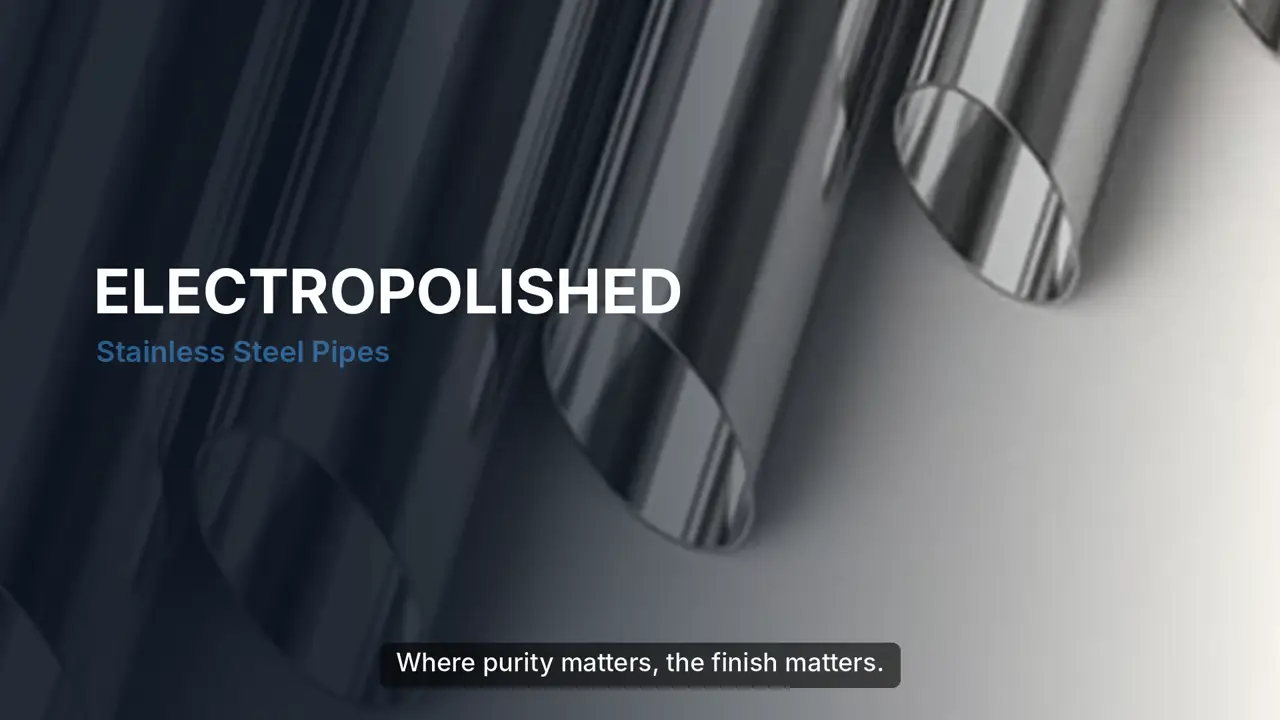 ELECTROPOLISHED
Stainless Steel Pipes
Where purity matters, the finish matters.